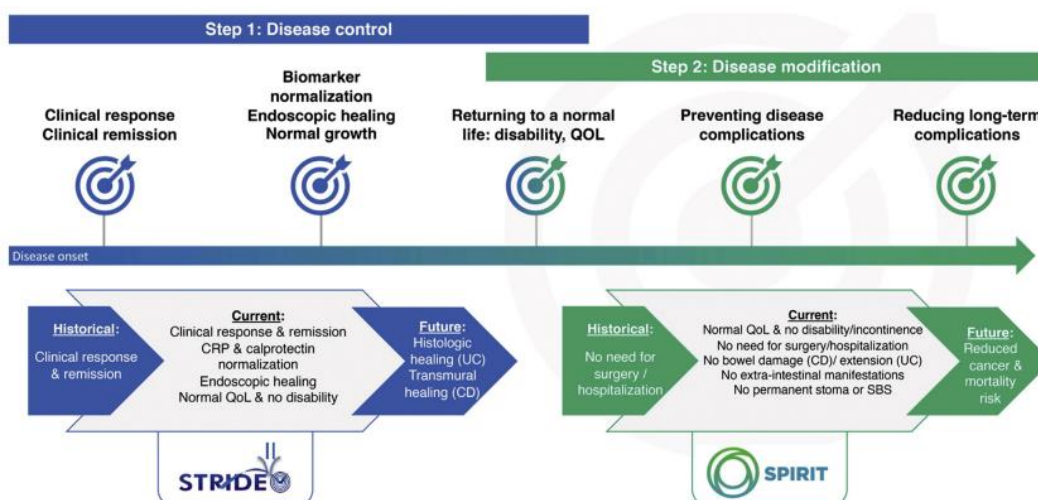 Step 1: Disease control
Step 2: Disease modification
Clinical response
Clinical remission
Biomarker
normalization
Endoscopic healing
Normal growth
Returning to a normal
life: disability, QOL
Preventing disease
complications
Reducing long-term
complications
Disease onset
Historical:
Clinical response
& remission
Current:
Clinical response & remission
CRP & calprotectin
normalization
Endoscopic healing
Normal QoL & no disability
Future:
Histologic
healing (UC)
Transmural
healing (CD)
Historical:
No need for
surgery /
hospitalization
Current:
Normal QoL & no disability/incontinence
No need for surgery/hospitalization
No bowel damage (CD)/ extension (UC)
No extra-intestinal manifestations
No permanent stoma or SBS
Future:
Reduced
cancer &
mortality
risk
II
STRIDE
SPIRIT